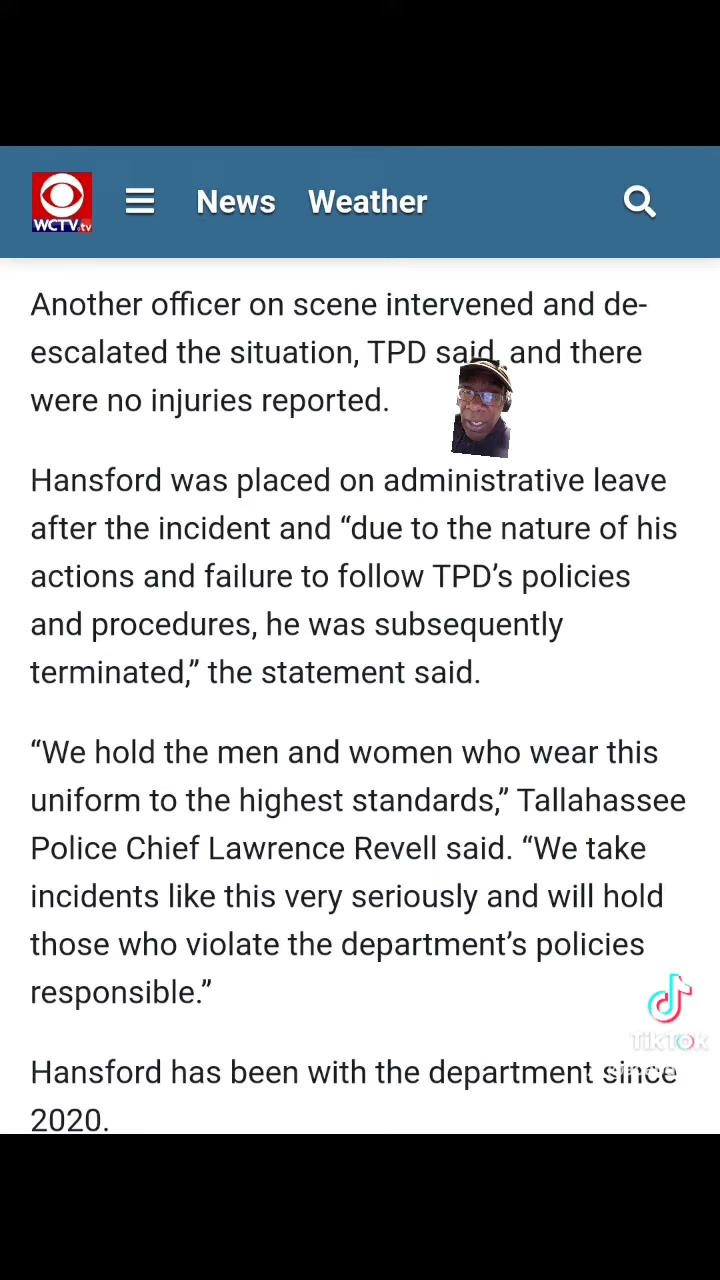 WCTV.tv
News Weather
Another officer on scene intervened and de-
escalated the situation, TPD said, and there
were no injuries reported.
Hansford was placed on administrative leave
after the incident and “due to the nature of his
actions and failure to follow TPD’s policies
and procedures, he was subsequently
terminated,” the statement said.
“We hold the men and women who wear this
uniform to the highest standards,” Tallahassee
Police Chief Lawrence Revell said. “We take
incidents like this very seriously and will hold
those who violate the department’s policies
responsible.”
TikTok
Hansford has been with the department since
2020.